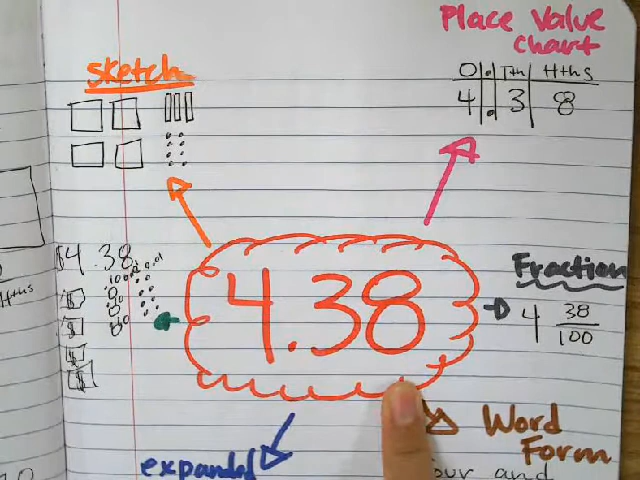 Place Value
Chart
sketch
O . Tth Hths
4 . 3 8
$4.38
Hths
$
$
$
$
4.38
Fraction
4 38
100
Word
Form
expanded
our and